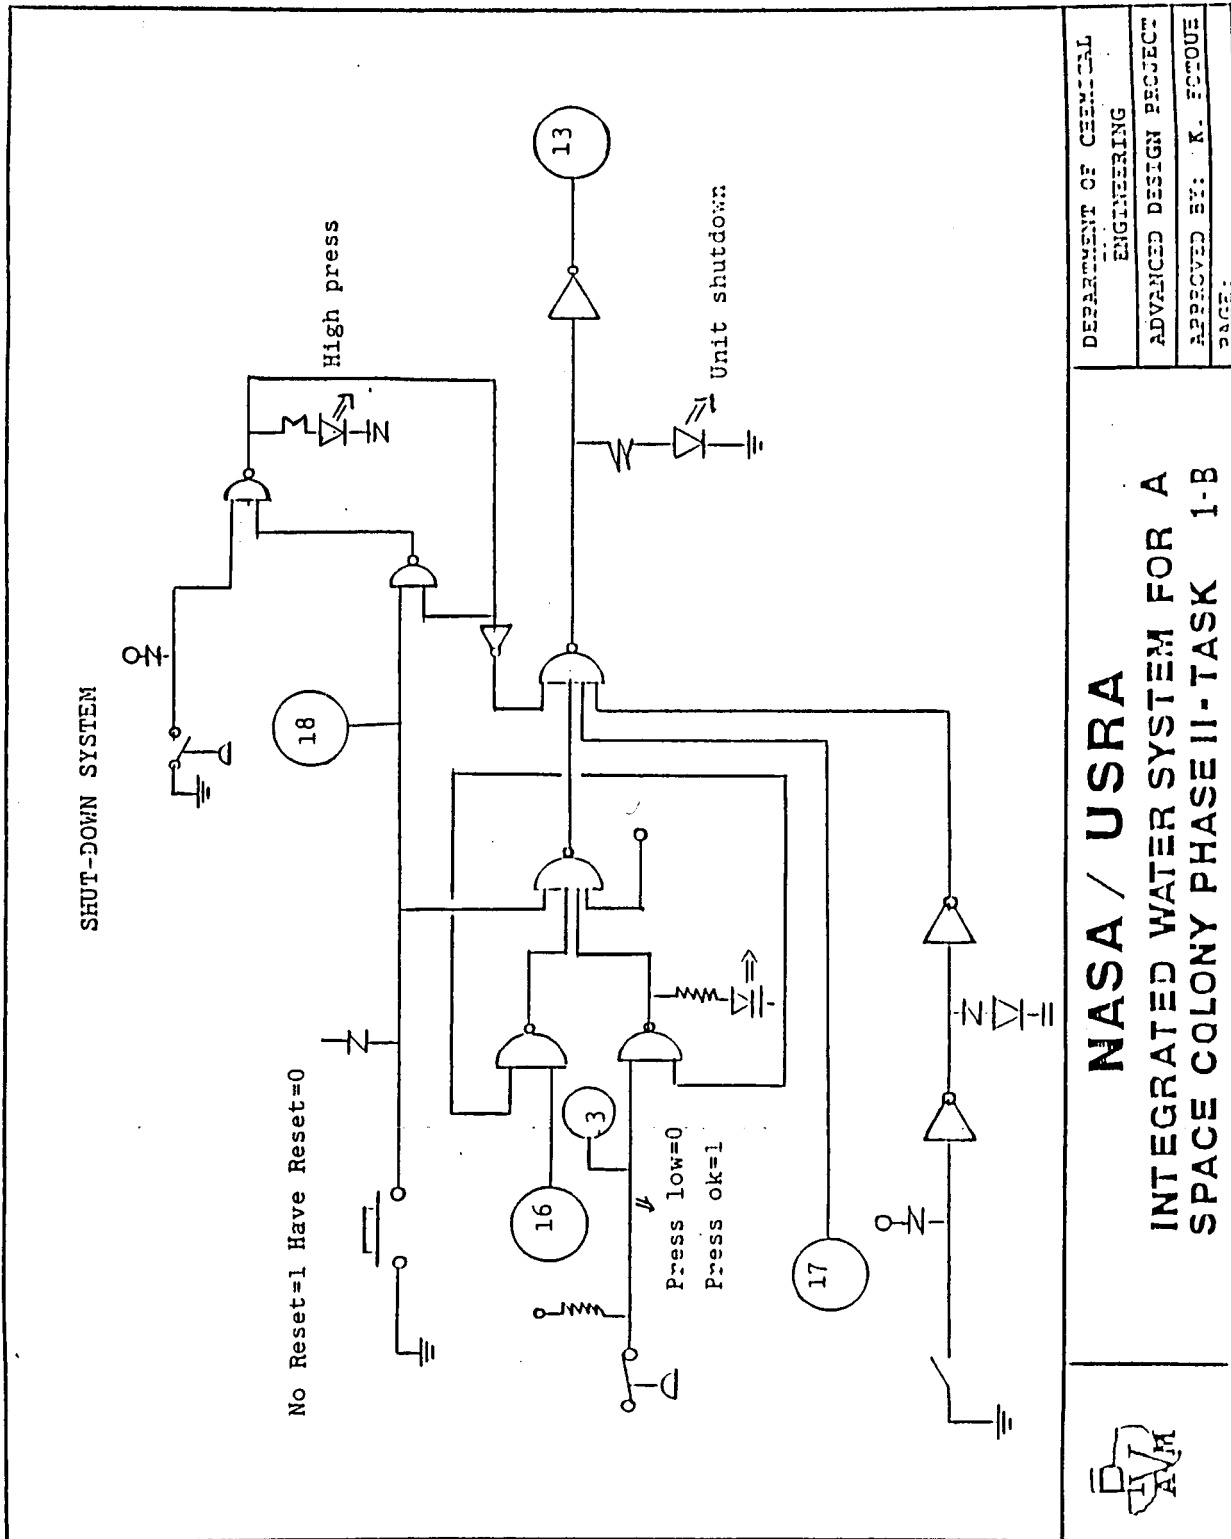 SHUT-DOWN SYSTEM
High press
13
18
No Reset=1 Have Reset=0
16
3
Press low=0
Press ok=1
17
Unit shutdown
NASA / USRA
INTEGRATED WATER SYSTEM FOR A
SPACE COLONY PHASE II-TASK 1-B
DEPARTMENT OF CHEMICAL
ENGINEERING
ADVANCED DESIGN PROJECT
APPROVED BY: K.
PAGE: